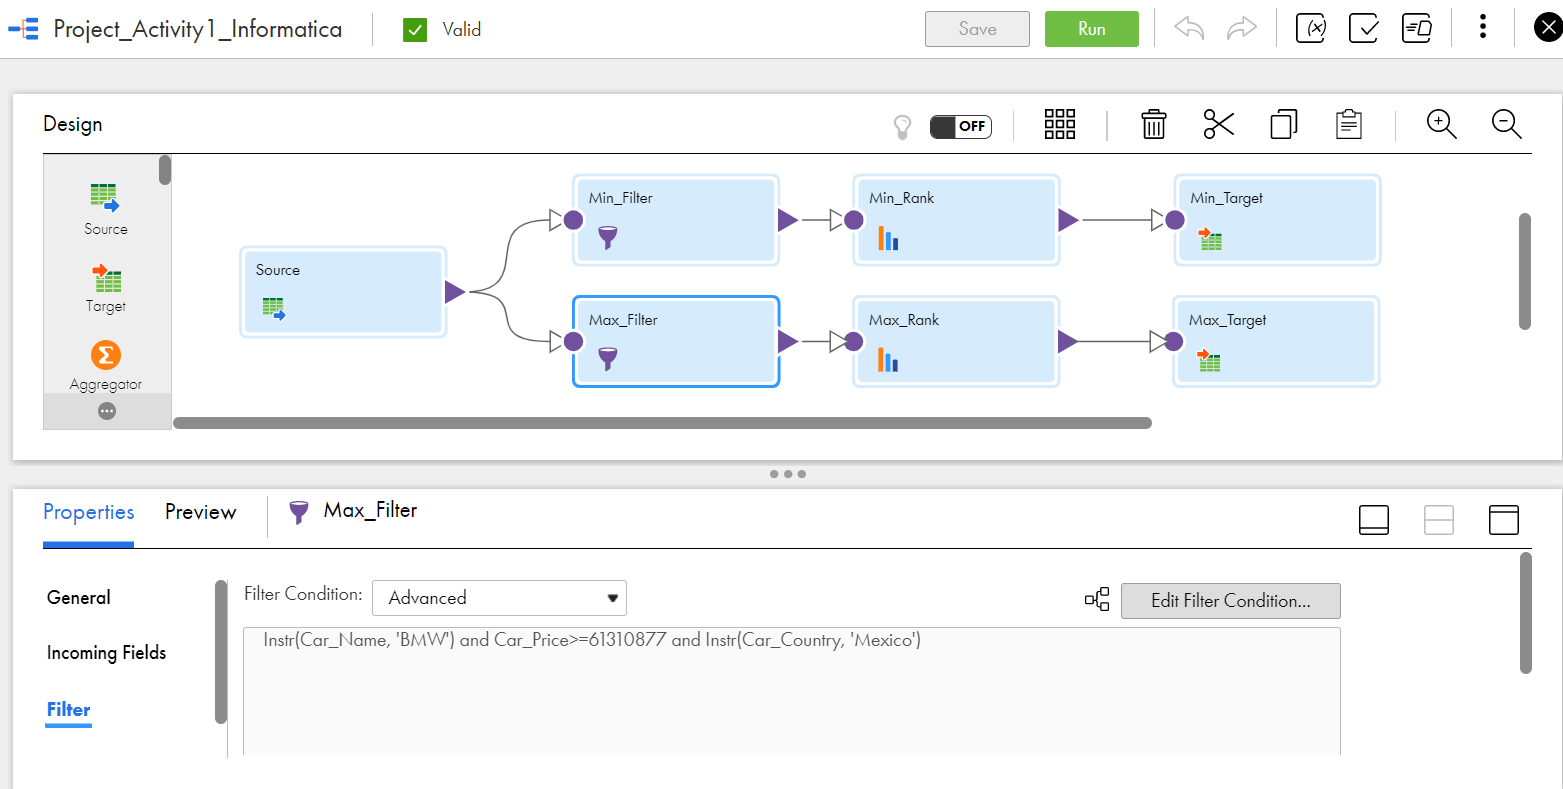 Project_Activity1_Informatica
Valid
Save
Run
(x)
Design
OFF
Source
Target
Σ
Aggregator
Source
Min_Filter
Min_Rank
Min_Target
Max_Filter
Max_Rank
Max_Target
Properties
Preview
Max_Filter
General
Incoming Fields
Filter
Filter Condition:
Advanced
Edit Filter Condition...
Instr(Car_Name, 'BMW') and Car_Price>=61310877 and Instr(Car_Country, 'Mexico')